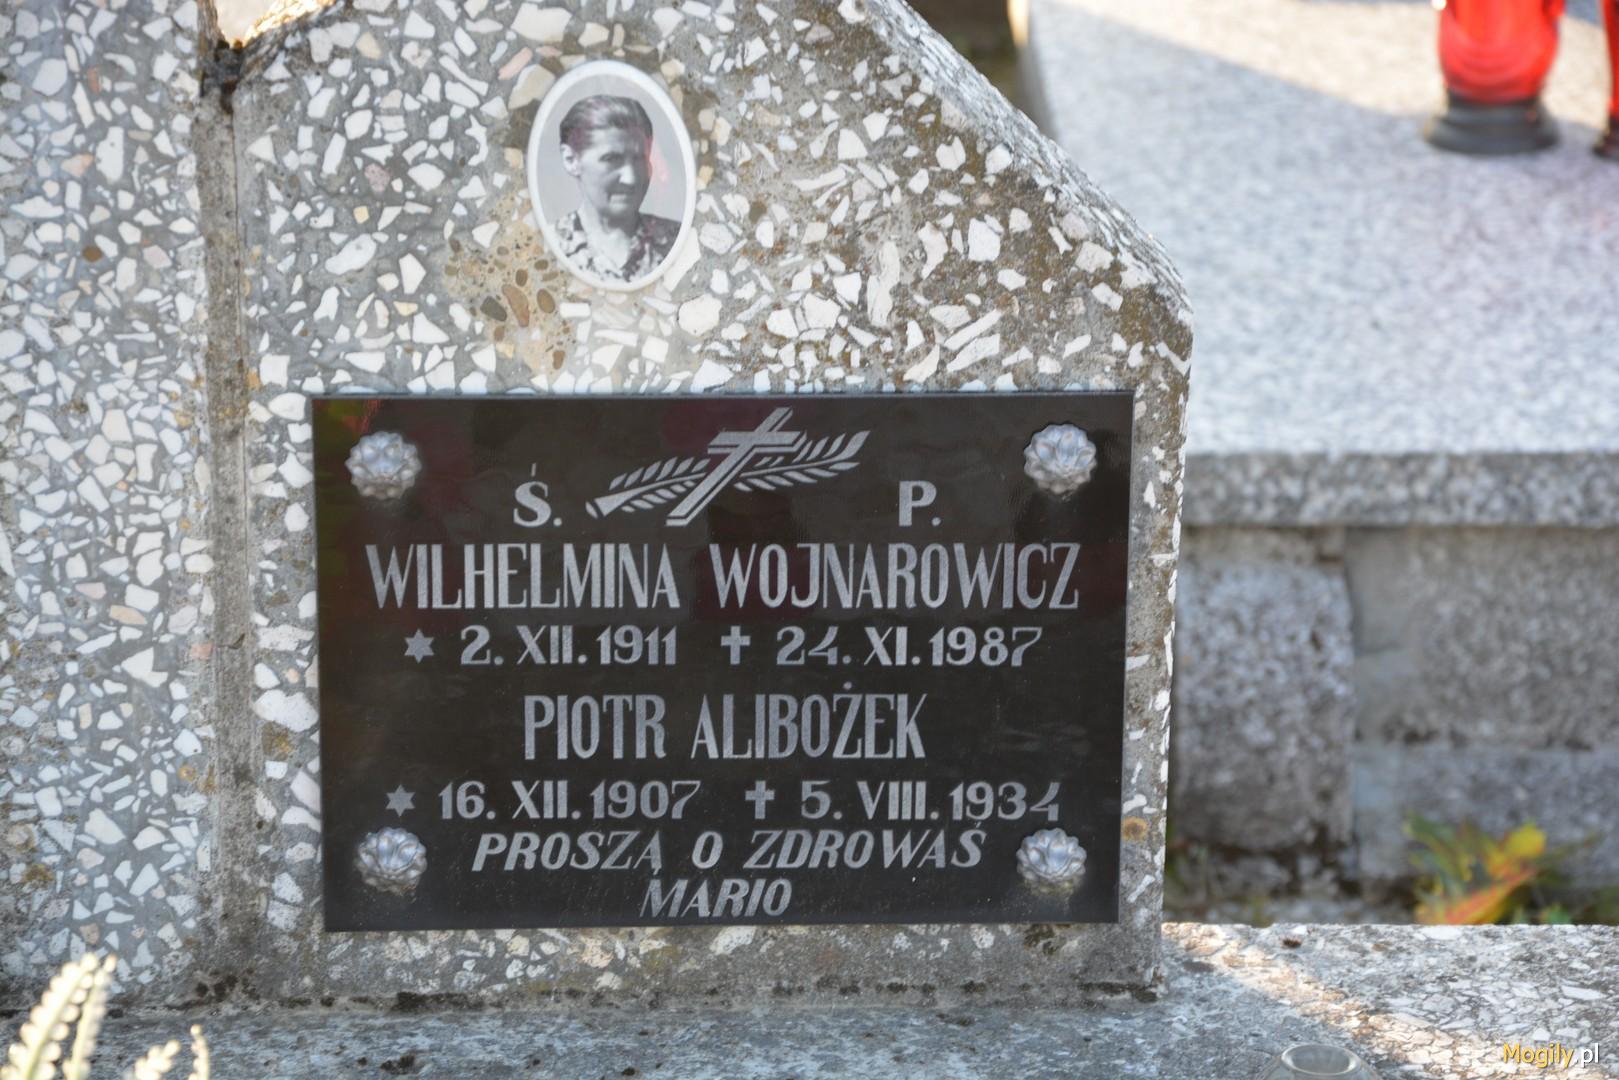 Ś. P.
WILHELMINA WOJNAROWICZ
✶ 2. XII. 1911 ✝ 24. XI. 1987
PIOTR ALIBOŻEK
✶ 16. XII. 1907 ✝ 5. VIII. 1934
PROSZĄ O ZDROWAŚ
MARIO
Mogily.pl